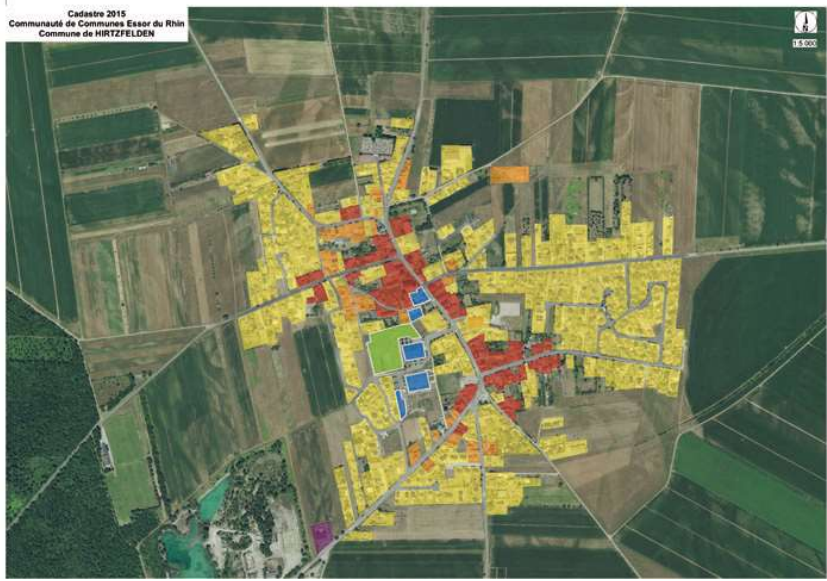 Cadastre 2015
Communauté de Communes Essor du Rhin
Commune de HIRTZFELDEN
N
1:5.000